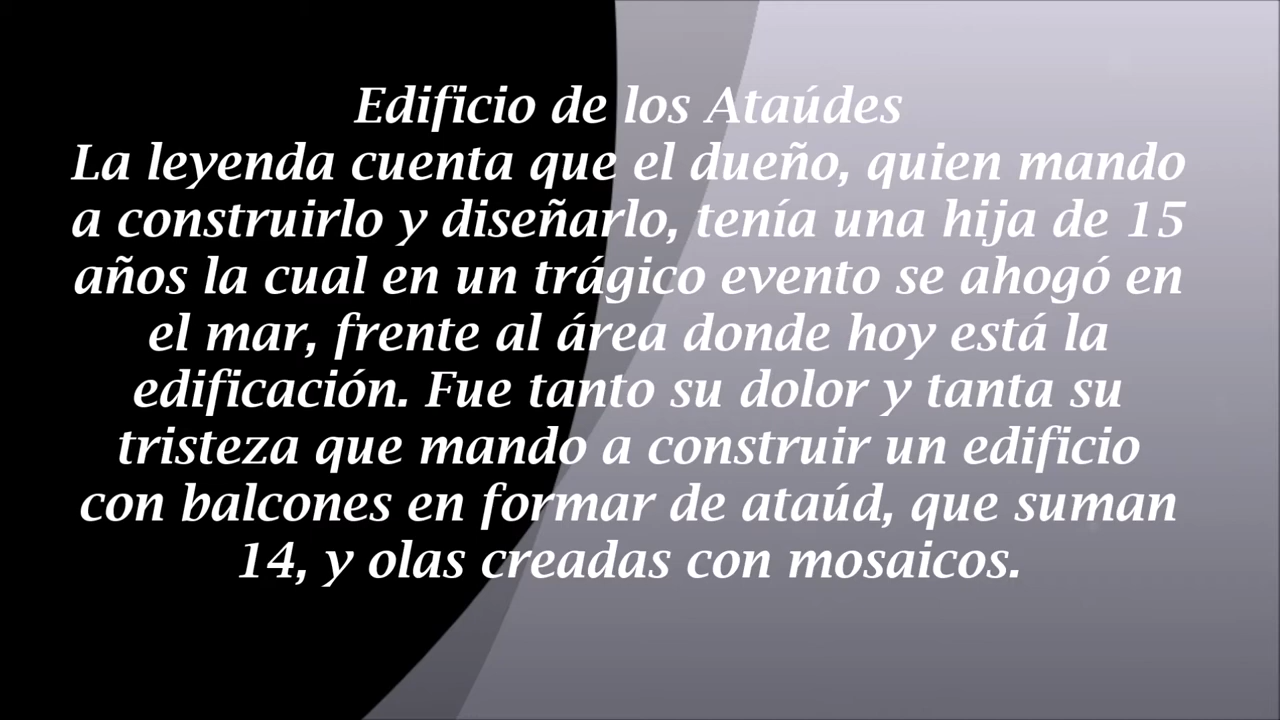 Edificio de los Ataúdes
La leyenda cuenta que el dueño, quien mando
a construirlo y diseñarlo, tenía una hija de 15
años la cual en un trágico evento se ahogó en
el mar, frente al área donde hoy está la
edificación. Fue tanto su dolor y tanta su
tristeza que mando a construir un edificio
con balcones en formar de ataúd, que suman
14, y olas creadas con mosaicos.